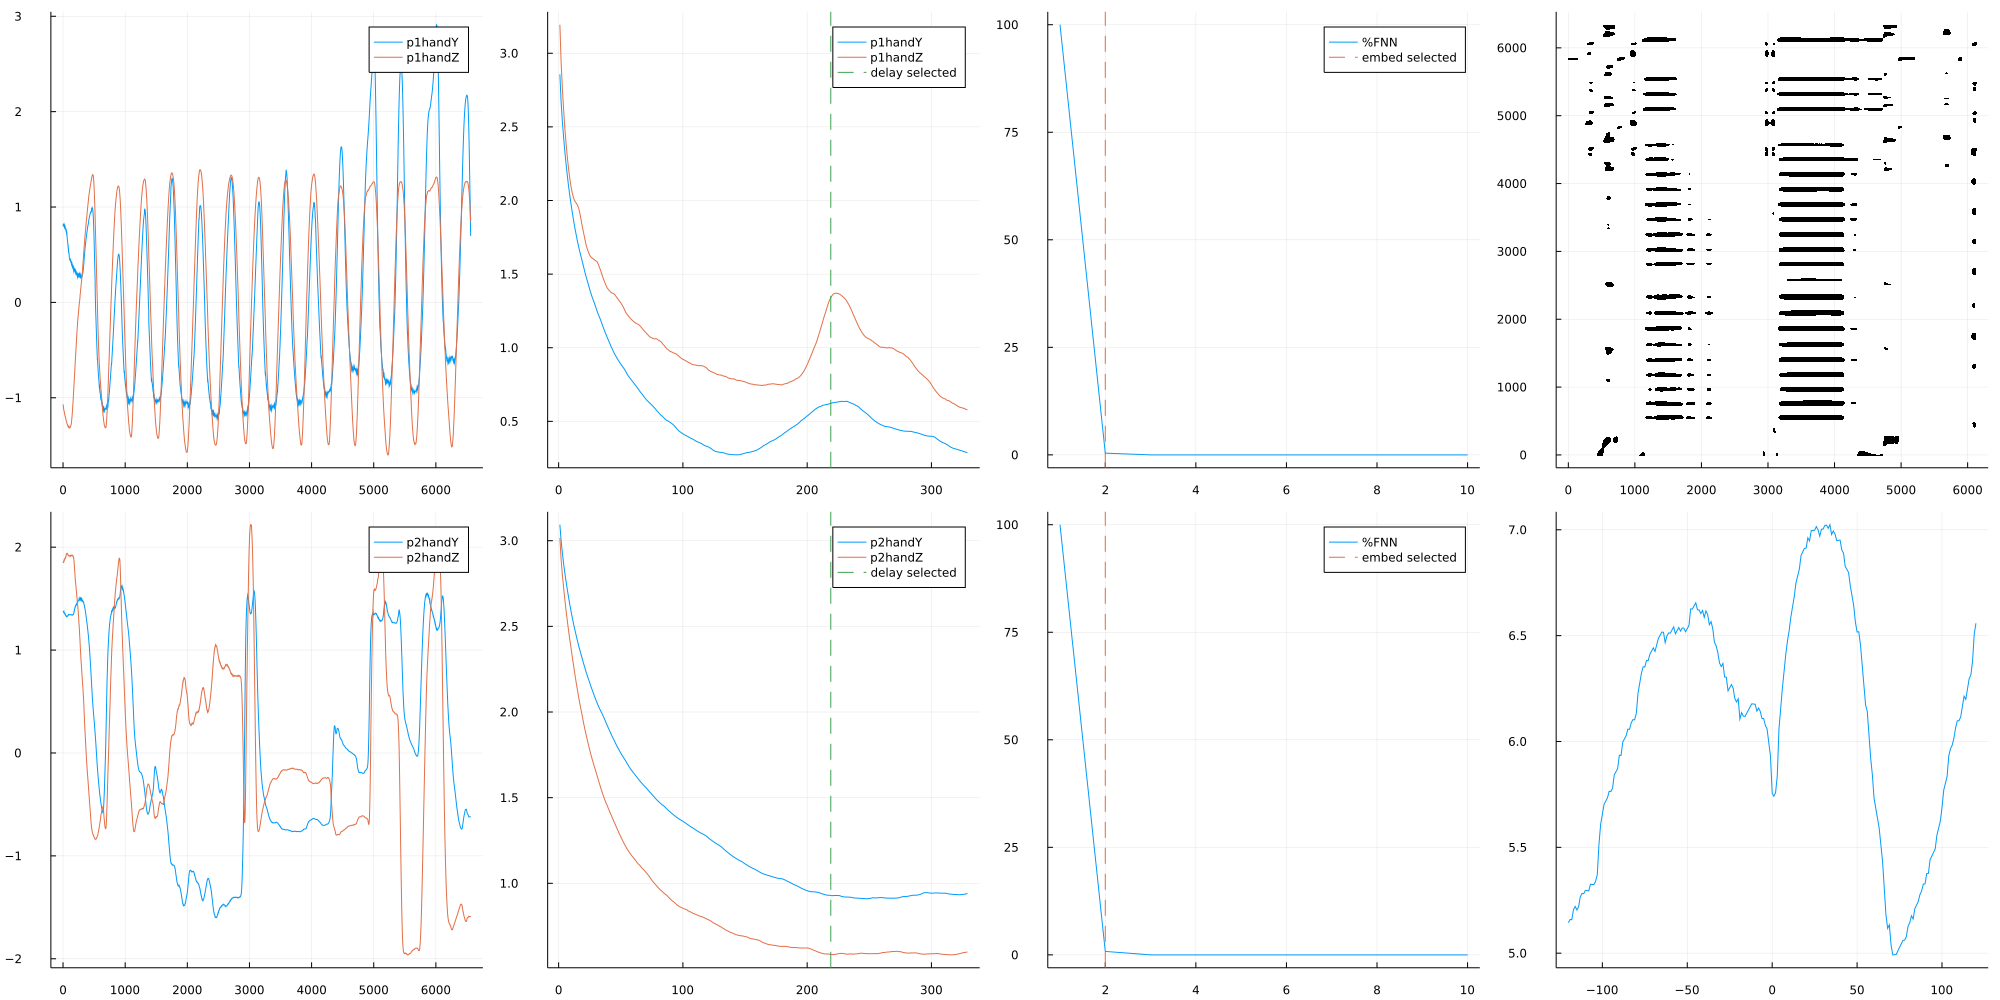 3
2
1
0
−1
0 1000 2000 3000 4000 5000 6000
p1handY
p1handZ
3.0
2.5
2.0
1.5
1.0
0.5
0 100 200 300
p1handY
p1handZ
delay selected
100
75
50
25
0
2 4 6 8 10
%FNN
embed selected
6000
5000
4000
3000
2000
1000
0
0 1000 2000 3000 4000 5000 6000
2
1
0
−1
−2
0 1000 2000 3000 4000 5000 6000
p2handY
p2handZ
3.0
2.5
2.0
1.5
1.0
0 100 200 300
p2handY
p2handZ
delay selected
100
75
50
25
0
2 4 6 8 10
%FNN
embed selected
7.0
6.5
6.0
5.5
5.0
−100 −50 0 50 100